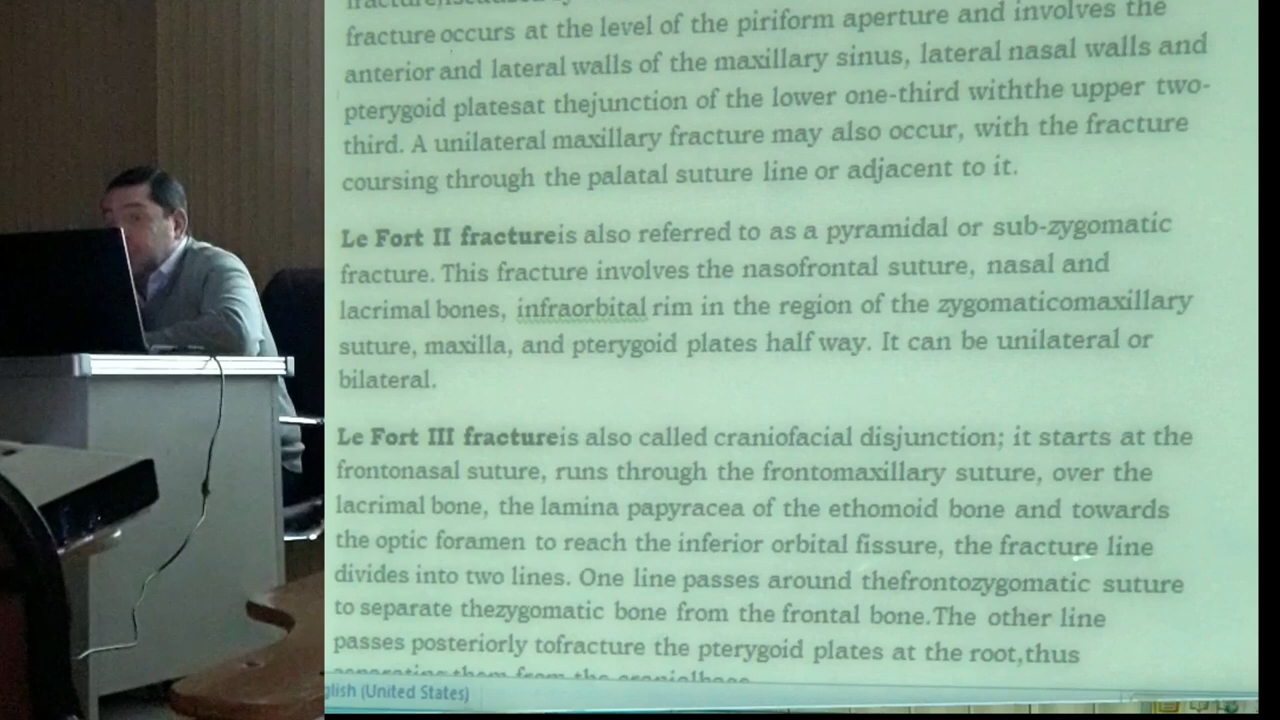 fracture occurs at the level of the piriform aperture and involves the
anterior and lateral walls of the maxillary sinus, lateral nasal walls and
pterygoid platesat thejunction of the lower one-third withthe upper two-
third. A unilateral maxillary fracture may also occur, with the fracture
coursing through the palatal suture line or adjacent to it.
Le Fort II fractureis also referred to as a pyramidal or sub-zygomatic
fracture. This fracture involves the nasofrontal suture, nasal and
lacrimal bones, infraorbital rim in the region of the zygomaticomaxillary
suture, maxilla, and pterygoid plates half way. It can be unilateral or
bilateral.
Le Fort III fractureis also called craniofacial disjunction; it starts at the
frontonasal suture, runs through the frontomaxillary suture, over the
lacrimal bone, the lamina papyracea of the ethomoid bone and towards
the optic foramen to reach the inferior orbital fissure, the fracture line
divides into two lines. One line passes around thefrontozygomatic suture
to separate thezygomatic bone from the frontal bone.The other line
passes posteriorly tofracture the pterygoid plates at the root,thus
separating them from the cranialbase
glish (United States)